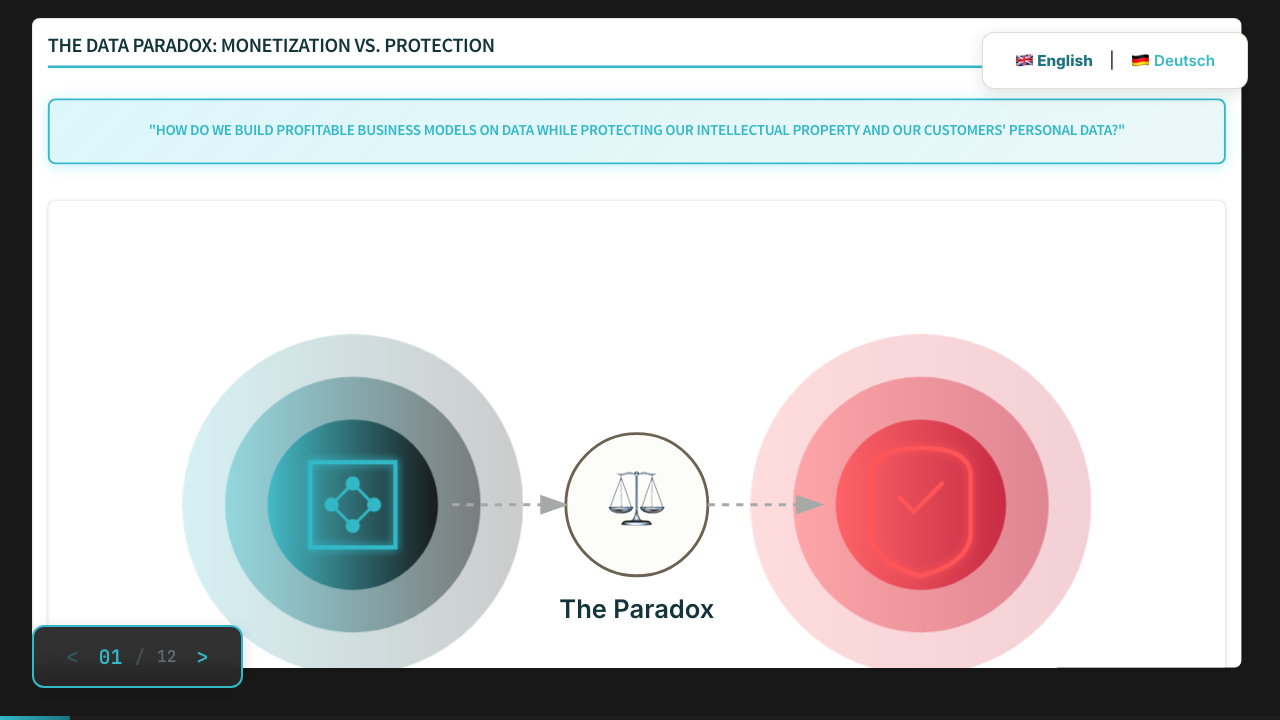 THE DATA PARADOX: MONETIZATION VS. PROTECTION
English | Deutsch
"HOW DO WE BUILD PROFITABLE BUSINESS MODELS ON DATA WHILE PROTECTING OUR INTELLECTUAL PROPERTY AND OUR CUSTOMERS' PERSONAL DATA?"
The Paradox
< 01 / 12 >